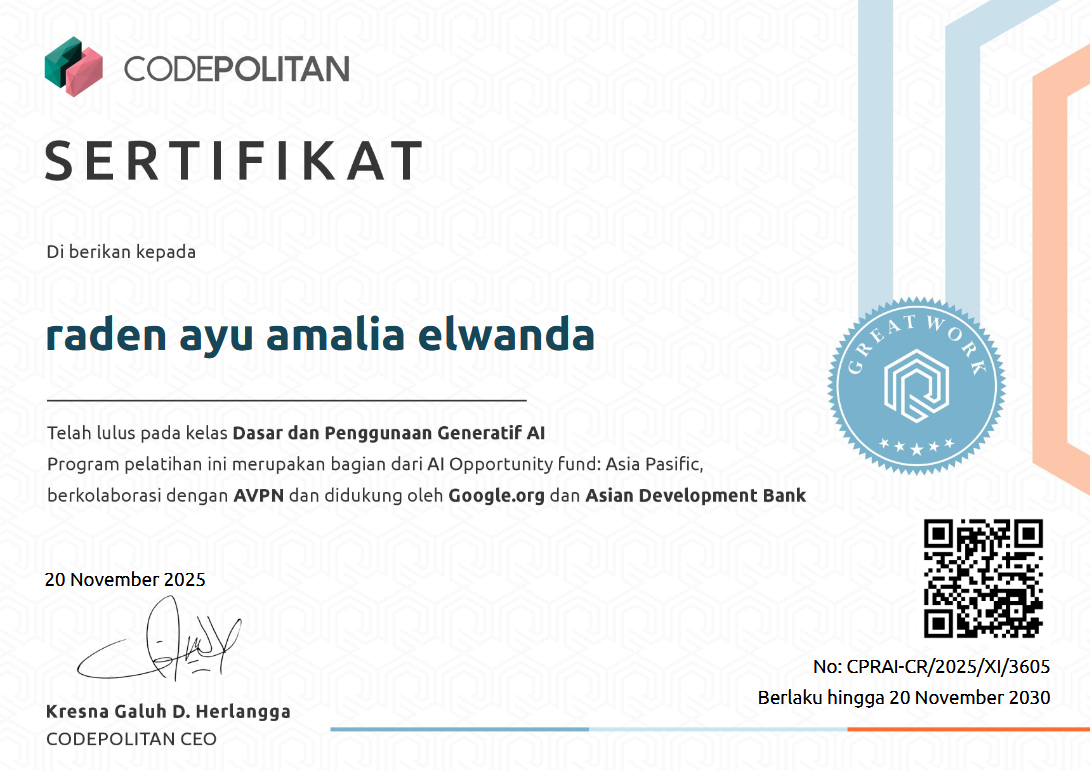 CODEPOLITAN
SERTIFIKAT
Di berikan kepada
raden ayu amalia elwanda
Telah lulus pada kelas Dasar dan Penggunaan Generatif AI
Program pelatihan ini merupakan bagian dari AI Opportunity fund: Asia Pasific,
berkolaborasi dengan AVPN dan didukung oleh Google.org dan Asian Development Bank
GREAT WORK
20 November 2025
Kresna Galuh D. Herlangga
CODEPOLITAN CEO
No: CPRAI-CR/2025/XI/3605
Berlaku hingga 20 November 2030